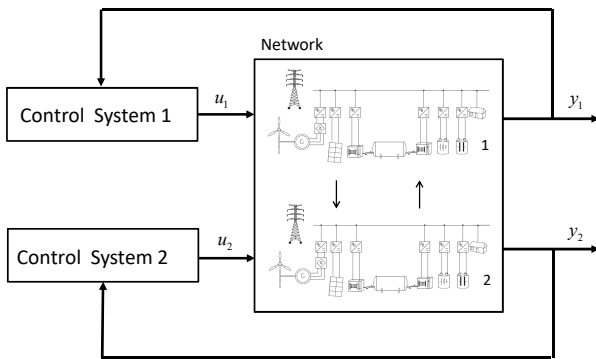 Network
Control System 1
u1
y1
G
1
Control System 2
u2
y2
G
2